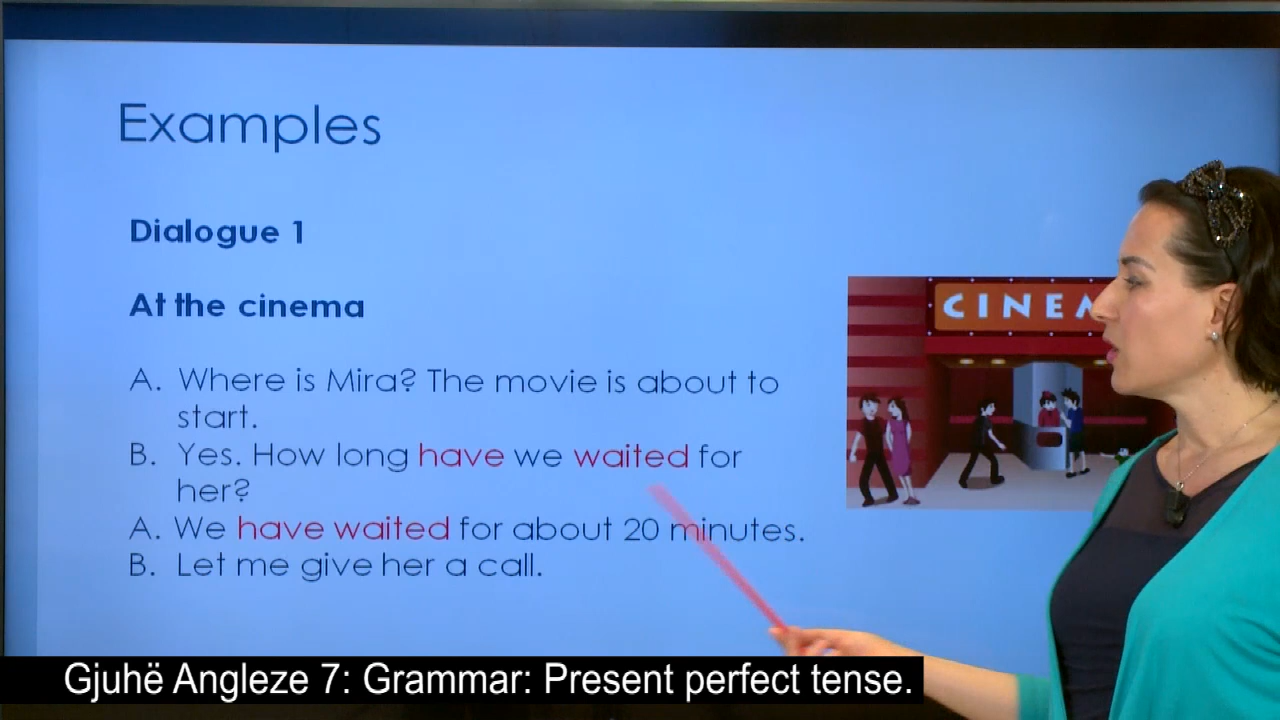 Examples
Dialogue 1
At the cinema
A. Where is Mira? The movie is about to
start.
B. Yes. How long have we waited for
her?
A. We have waited for about 20 minutes.
B. Let me give her a call.
CINEM
Gjuhë Angleze 7: Grammar: Present perfect tense.